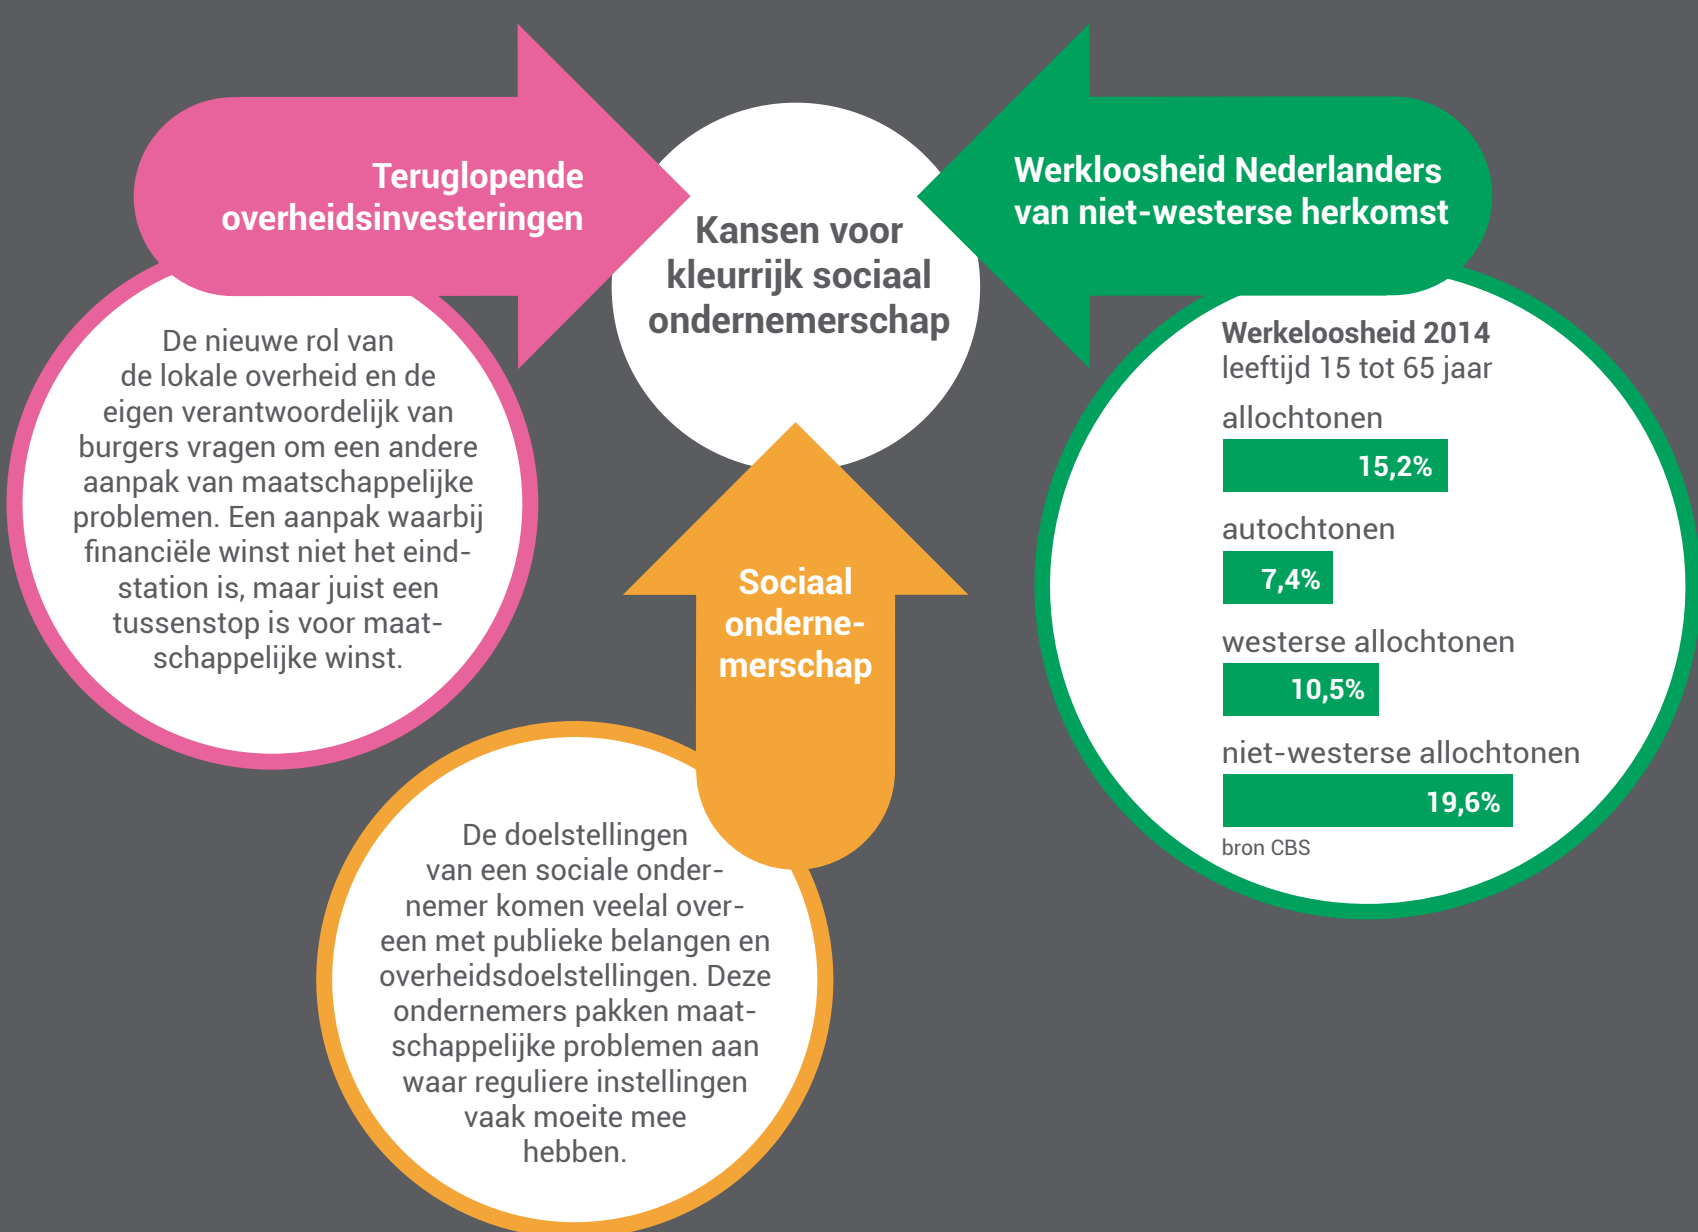 Teruglopende
overheidsinvesteringen
De nieuwe rol van
de lokale overheid en de
eigen verantwoordelijk van
burgers vragen om een andere
aanpak van maatschappelijke
problemen. Een aanpak waarbij
financiële winst niet het eind-
station is, maar juist een
tussenstop is voor maat-
schappelijke winst.
Kansen voor
kleurrijk sociaal
ondernemerschap
Sociaal
onderne-
merschap
De doelstellingen
van een sociale onder-
nemer komen veelal over-
een met publieke belangen en
overheidsdoelstellingen. Deze
ondernemers pakken maat-
schappelijke problemen aan
waar reguliere instellingen
vaak moeite mee
hebben.
Werkloosheid Nederlanders
van niet-westerse herkomst
Werkeloosheid 2014
leeftijd 15 tot 65 jaar
allochtonen
15,2%
autochtonen
7,4%
westerse allochtonen
10,5%
niet-westerse allochtonen
19,6%
bron CBS